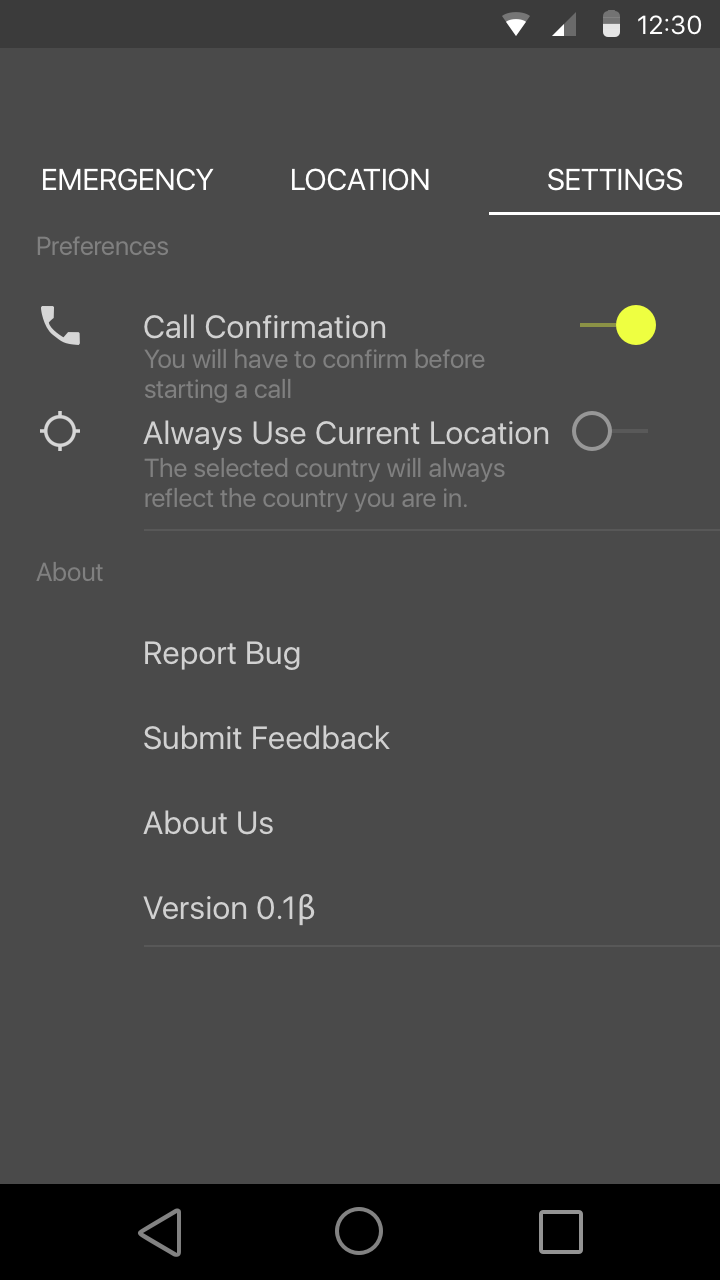 12:30
EMERGENCY LOCATION SETTINGS
Preferences
Call Confirmation
You will have to confirm before
starting a call
Always Use Current Location
The selected country will always
reflect the country you are in.
About
Report Bug
Submit Feedback
About Us
Version 0.1β